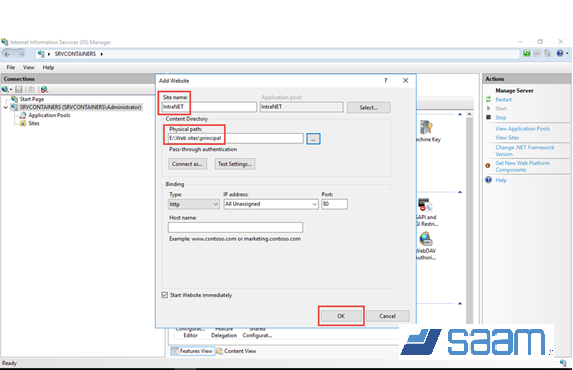 Internet Information Services (IIS) Manager
SRVCONTAINERS
File View Help
Connections
Start Page
SRVCONTAINERS (SRVCONTAINERS\Administrator)
Application Pools
Sites
Add Website
Site name:
Application pool:
IntraNET
IntraNET
Select...
Content Directory
Physical path:
E:\Web sites\principal
...
Pass-through authentication
Connect as...
Test Settings...
Binding
Type:
IP address:
Port:
http
All Unassigned
80
Host name:
Example: www.contoso.com or marketing.contoso.com
Start Website immediately
OK
Cancel
Machine Key
WebDAV
Authori...
Configurat...
Editor
Feature
Delegation
Shared
Configurat...
Features View
Content View
Actions
Manage Server
Restart
Start
Stop
View Application Pools
View Sites
Change .NET Framework
Version
Get New Web Platform
Components
Help
Ready
saam